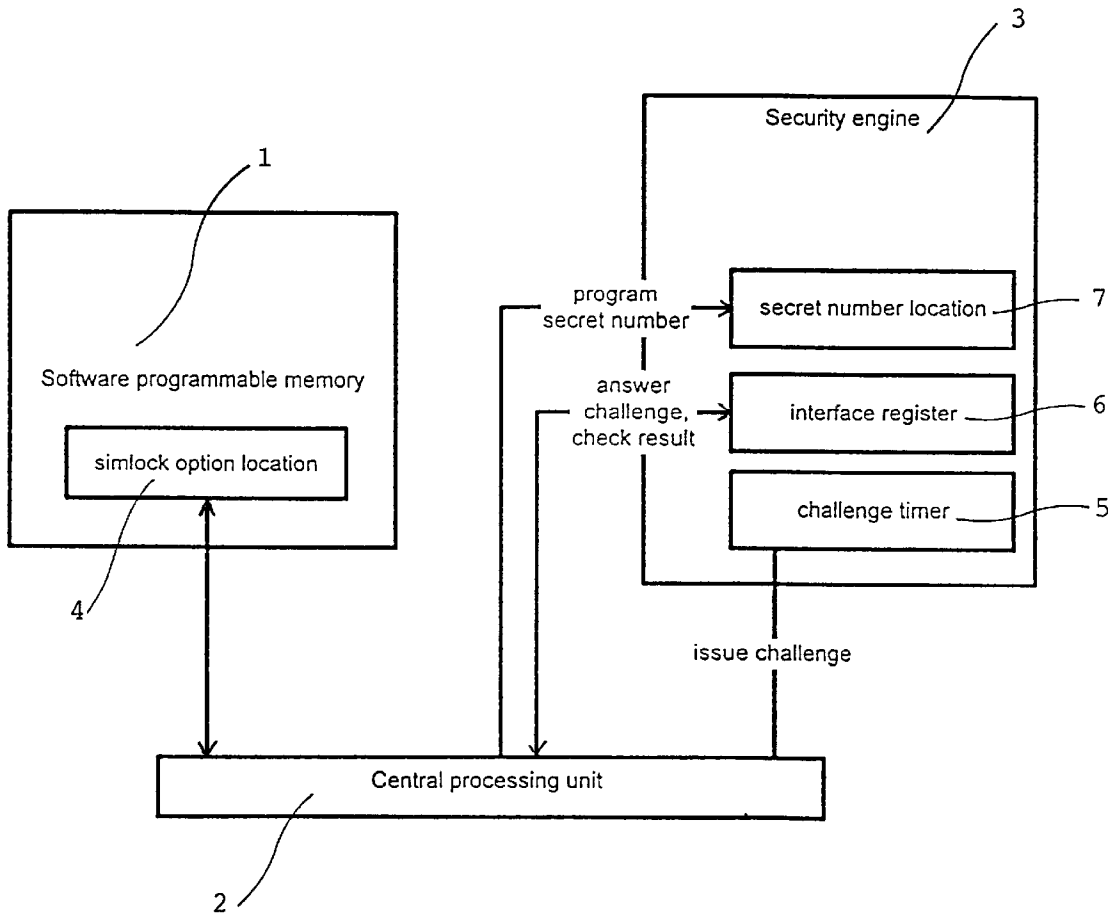 3
Security engine
1
program
secret number
secret number location
7
Software programmable memory
answer
challenge,
check result
interface register
6
simlock option location
challenge timer
5
4
issue challenge
Central processing unit
2